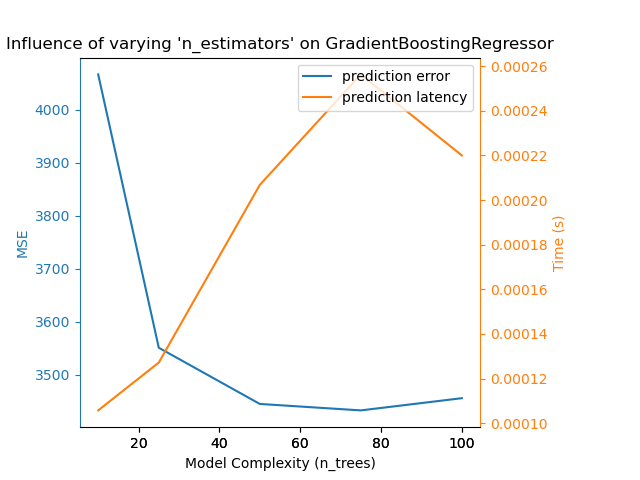 Influence of varying 'n_estimators' on GradientBoostingRegressor
prediction error
prediction latency
4000
3900
3800
3700
3600
3500
MSE
0.00026
0.00024
0.00022
0.00020
0.00018
0.00016
0.00014
0.00012
0.00010
Time (s)
20 40 60 80 100
Model Complexity (n_trees)